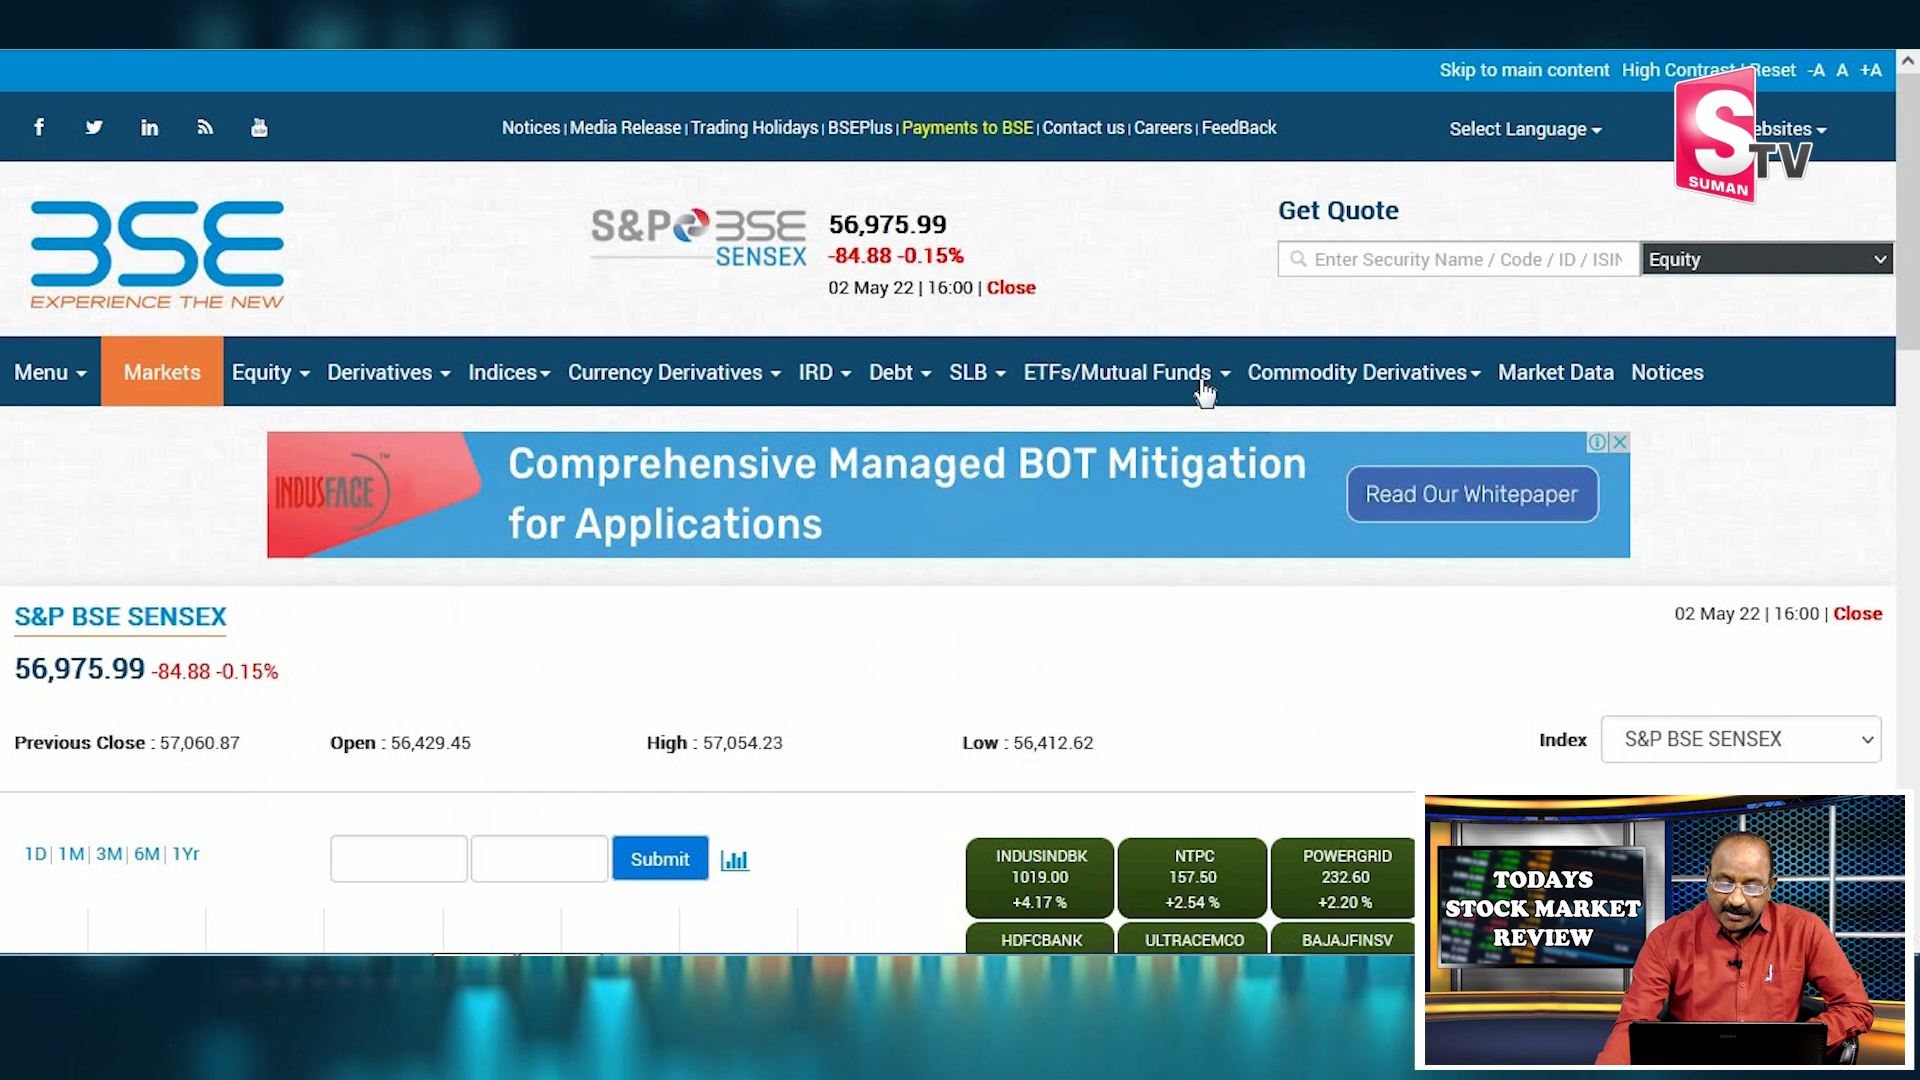 Skip to main content High Contrast | Reset -A A +A
Notices | Media Release | Trading Holidays | BSEPlus | Payments to BSE | Contact us | Careers | FeedBack
Select Language
ebsites
S TV
SUMAN
BSE
EXPERIENCE THE NEW
S&P BSE
SENSEX
56,975.99
-84.88 -0.15%
02 May 22 | 16:00 | Close
Get Quote
Enter Security Name / Code / ID / ISIN
Equity
Menu Markets Equity Derivatives Indices Currency Derivatives IRD Debt SLB ETFs/Mutual Funds Commodity Derivatives Market Data Notices
INDUSFACE™
Comprehensive Managed BOT Mitigation
for Applications
Read Our Whitepaper
S&P BSE SENSEX
02 May 22 | 16:00 | Close
56,975.99 -84.88 -0.15%
Previous Close : 57,060.87
Open : 56,429.45
High : 57,054.23
Low : 56,412.62
Index
S&P BSE SENSEX
1D | 1M | 3M | 6M | 1Yr
Submit
INDUSINDBK
1019.00
+4.17 %
NTPC
157.50
+2.54 %
POWERGRID
232.60
+2.20 %
HDFCBANK
ULTRACEMCO
BAJAJFINSV
TODAYS
STOCK MARKET
REVIEW